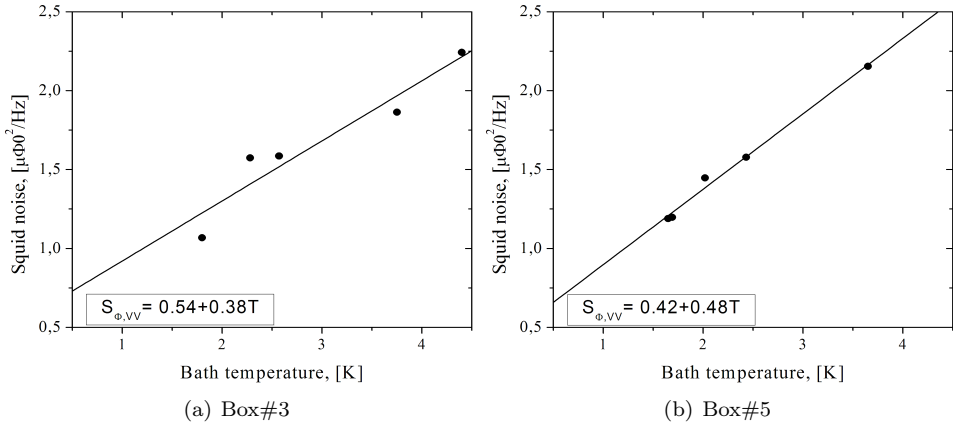 2,5
2,0
1,5
1,0
0,5
Squid noise, [μΦ0²/Hz]
S_Φ,VV = 0.54+0.38T
1 2 3 4
Bath temperature, [K]
(a) Box#3
2,5
2,0
1,5
1,0
0,5
Squid noise, [μΦ0²/Hz]
S_Φ,VV = 0.42+0.48T
1 2 3 4
Bath temperature, [K]
(b) Box#5